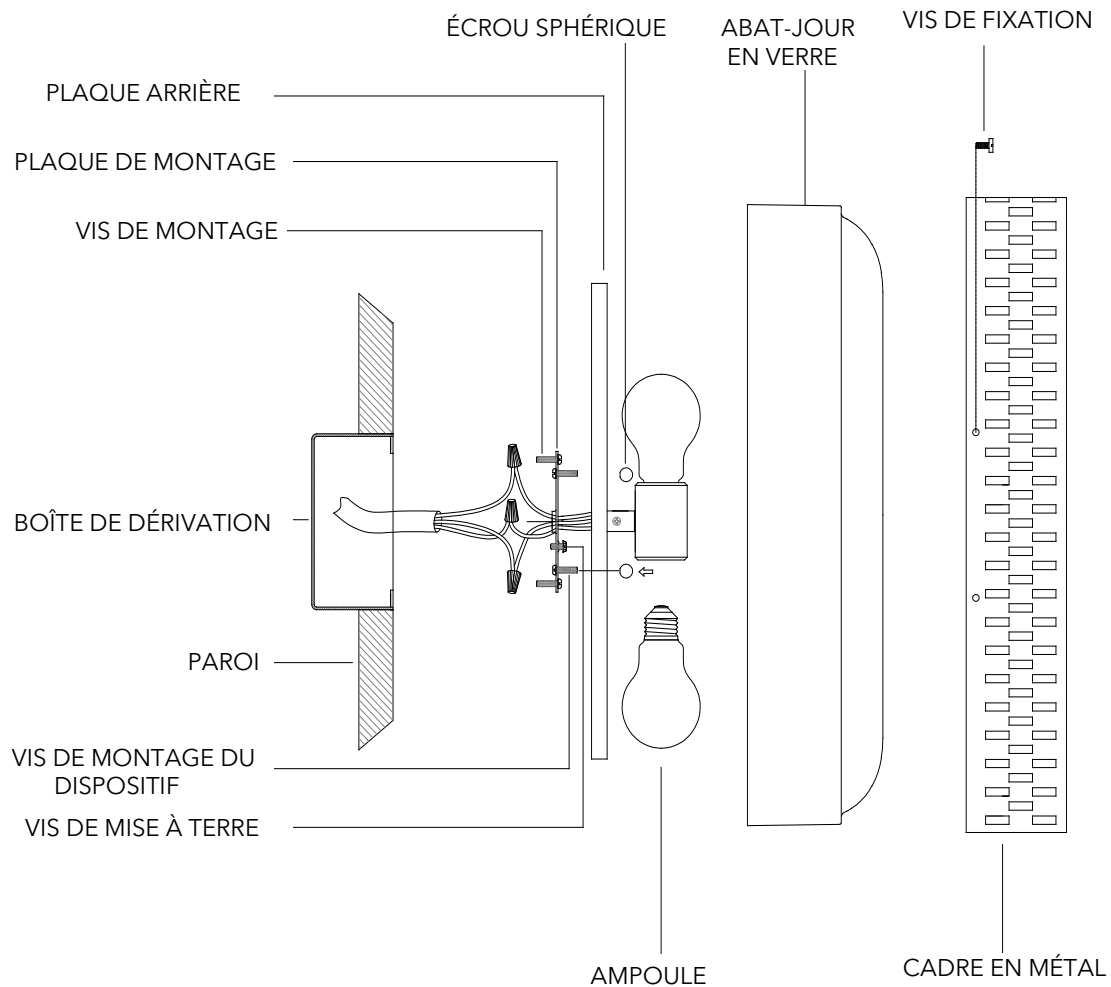 ÉCROU SPHÉRIQUE
ABAT-JOUR
EN VERRE
VIS DE FIXATION
PLAQUE ARRIÈRE
PLAQUE DE MONTAGE
VIS DE MONTAGE
BOÎTE DE DÉRIVATION
PAROI
VIS DE MONTAGE DU
DISPOSITIF
VIS DE MISE À TERRE
AMPOULE
CADRE EN MÉTAL